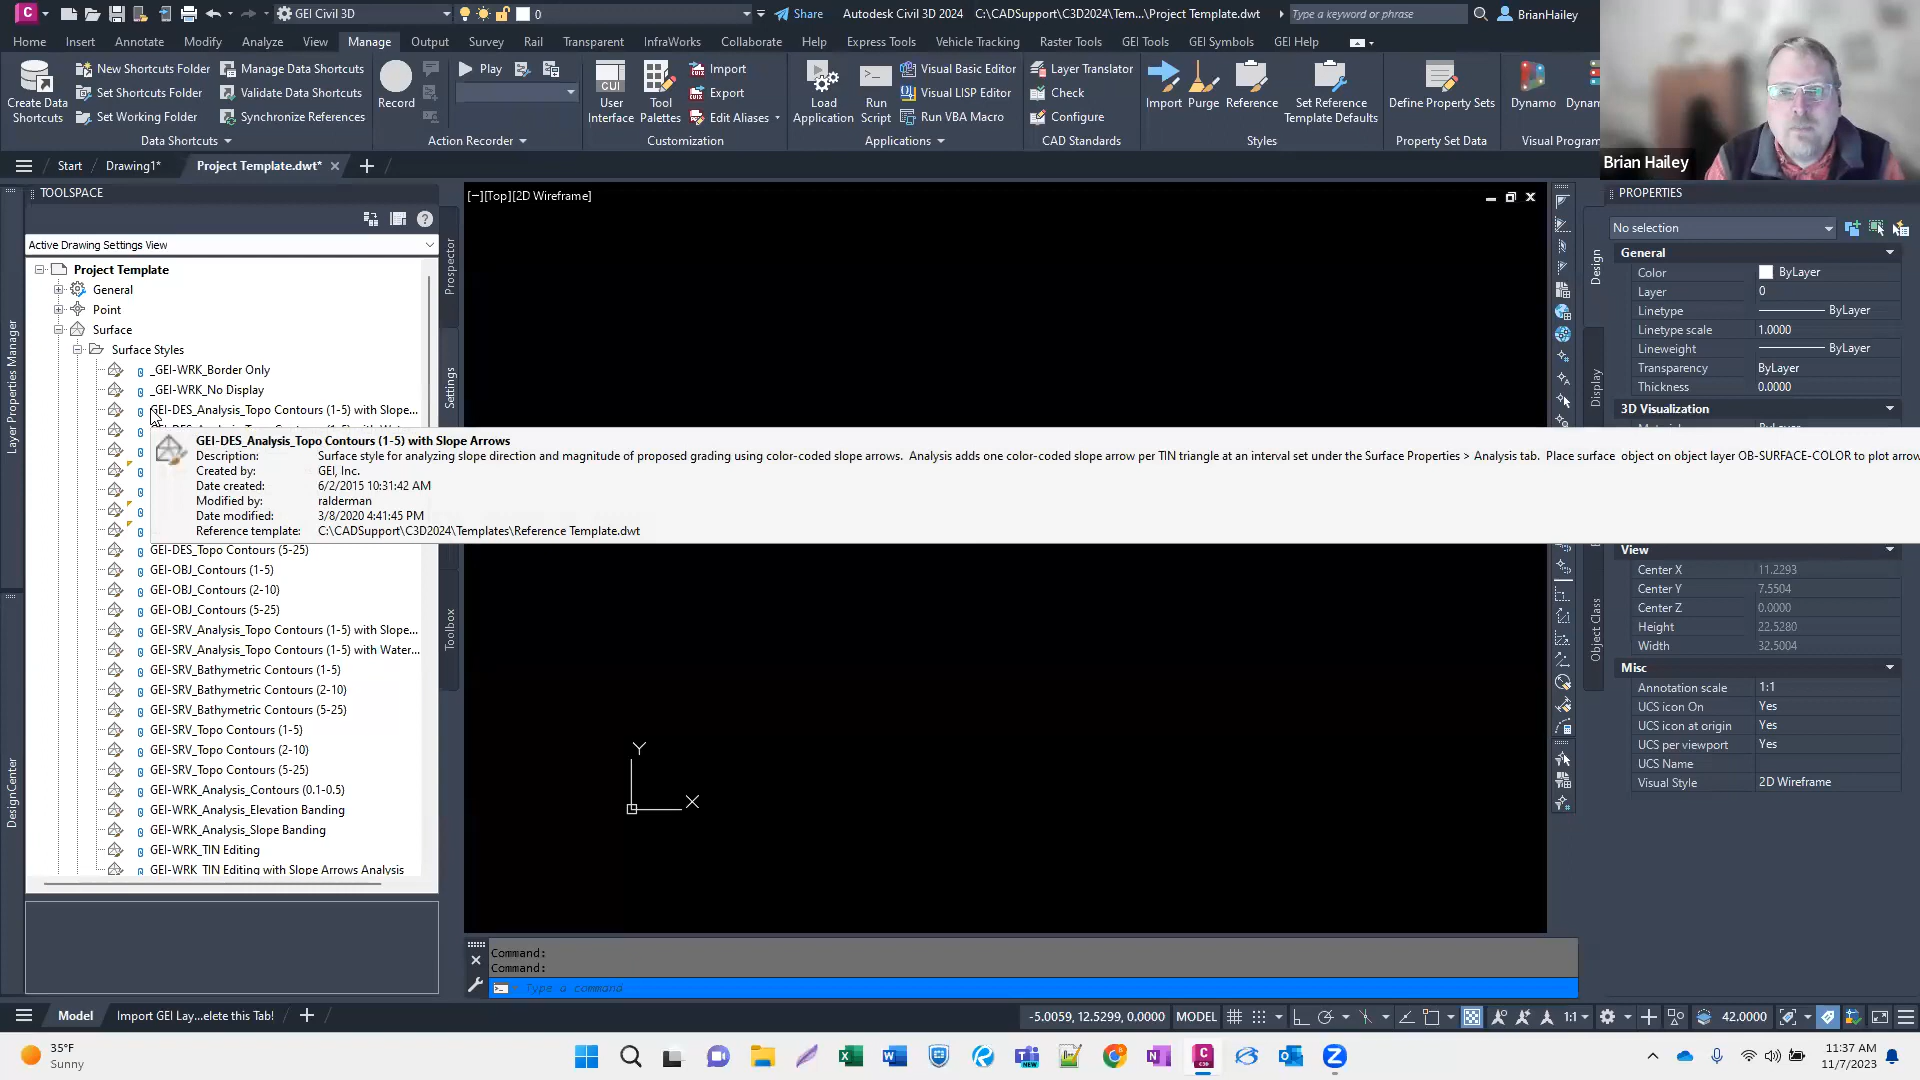 GEI Civil 3D
0
Share
Autodesk Civil 3D 2024
C:\CADSupport\C3D2024\Tem...\Project Template.dwt
Type a keyword or phrase
BrianHailey
Home Insert Annotate Modify Analyze View Manage Output Survey Rail Transparent InfraWorks Collaborate Help Express Tools Vehicle Tracking Raster Tools GEI Tools GEI Symbols GEI Help
Create Data Shortcuts
New Shortcuts Folder
Set Shortcuts Folder
Set Working Folder
Manage Data Shortcuts
Validate Data Shortcuts
Synchronize References
Data Shortcuts
Record
Play
Action Recorder
CUI
User Interface
Tool Palettes
Import
Export
Edit Aliases
Customization
Load Application
Run Script
Visual Basic Editor
Visual LISP Editor
Run VBA Macro
Applications
Layer Translator
Check
Configure
CAD Standards
Import
Purge
Reference
Set Reference Template Defaults
Styles
Define Property Sets
Property Set Data
Dynamo
Dynam
Visual Program
Brian Hailey
Start
Drawing1*
Project Template.dwt*
Layer Properties Manager
DesignCenter
TOOLSPACE
Active Drawing Settings View
Project Template
General
Point
Surface
Surface Styles
_GEI-WRK_Border Only
_GEI-WRK_No Display
GEI-DES_Analysis_Topo Contours (1-5) with Slope...
GEI-DES_Analysis_Topo Contours (1-5) with Slope Arrows
Description: Surface style for analyzing slope direction and magnitude of proposed grading using color-coded slope arrows. Analysis adds one color-coded slope arrow per TIN triangle at an interval set under the Surface Properties > Analysis tab. Place surface object on object layer OB-SURFACE-COLOR to plot arrow
Created by: GEI, Inc.
Date created: 6/2/2015 10:31:42 AM
Modified by: ralderman
Date modified: 3/8/2020 4:41:45 PM
Reference template: C:\CADSupport\C3D2024\Templates\Reference Template.dwt
GEI-DES_Topo Contours (5-25)
GEI-OBJ_Contours (1-5)
GEI-OBJ_Contours (2-10)
GEI-OBJ_Contours (5-25)
GEI-SRV_Analysis_Topo Contours (1-5) with Slope...
GEI-SRV_Analysis_Topo Contours (1-5) with Water...
GEI-SRV_Bathymetric Contours (1-5)
GEI-SRV_Bathymetric Contours (2-10)
GEI-SRV_Bathymetric Contours (5-25)
GEI-SRV_Topo Contours (1-5)
GEI-SRV_Topo Contours (2-10)
GEI-SRV_Topo Contours (5-25)
GEI-WRK_Analysis_Contours (0.1-0.5)
GEI-WRK_Analysis_Elevation Banding
GEI-WRK_Analysis_Slope Banding
GEI-WRK_TIN Editing
GEI-WRK_TIN Editing with Slope Arrows Analysis
Prospector
Settings
Toolbox
[−][Top][2D Wireframe]
Y
X
Command:
Command:
Type a command
PROPERTIES
Design
Display
Object Class
No selection
General
Color ByLayer
Layer 0
Linetype ByLayer
Linetype scale 1.0000
Lineweight ByLayer
Transparency ByLayer
Thickness 0.0000
3D Visualization
View
Center X 11.2293
Center Y 7.5504
Center Z 0.0000
Height 22.5280
Width 32.5004
Misc
Annotation scale 1:1
UCS icon On Yes
UCS icon at origin Yes
UCS per viewport Yes
UCS Name
Visual Style 2D Wireframe
Model
Import GEI Lay...elete this Tab!
-5.0059, 12.5299, 0.0000 MODEL
1:1
42.0000
35°F
Sunny
11:37 AM
11/7/2023